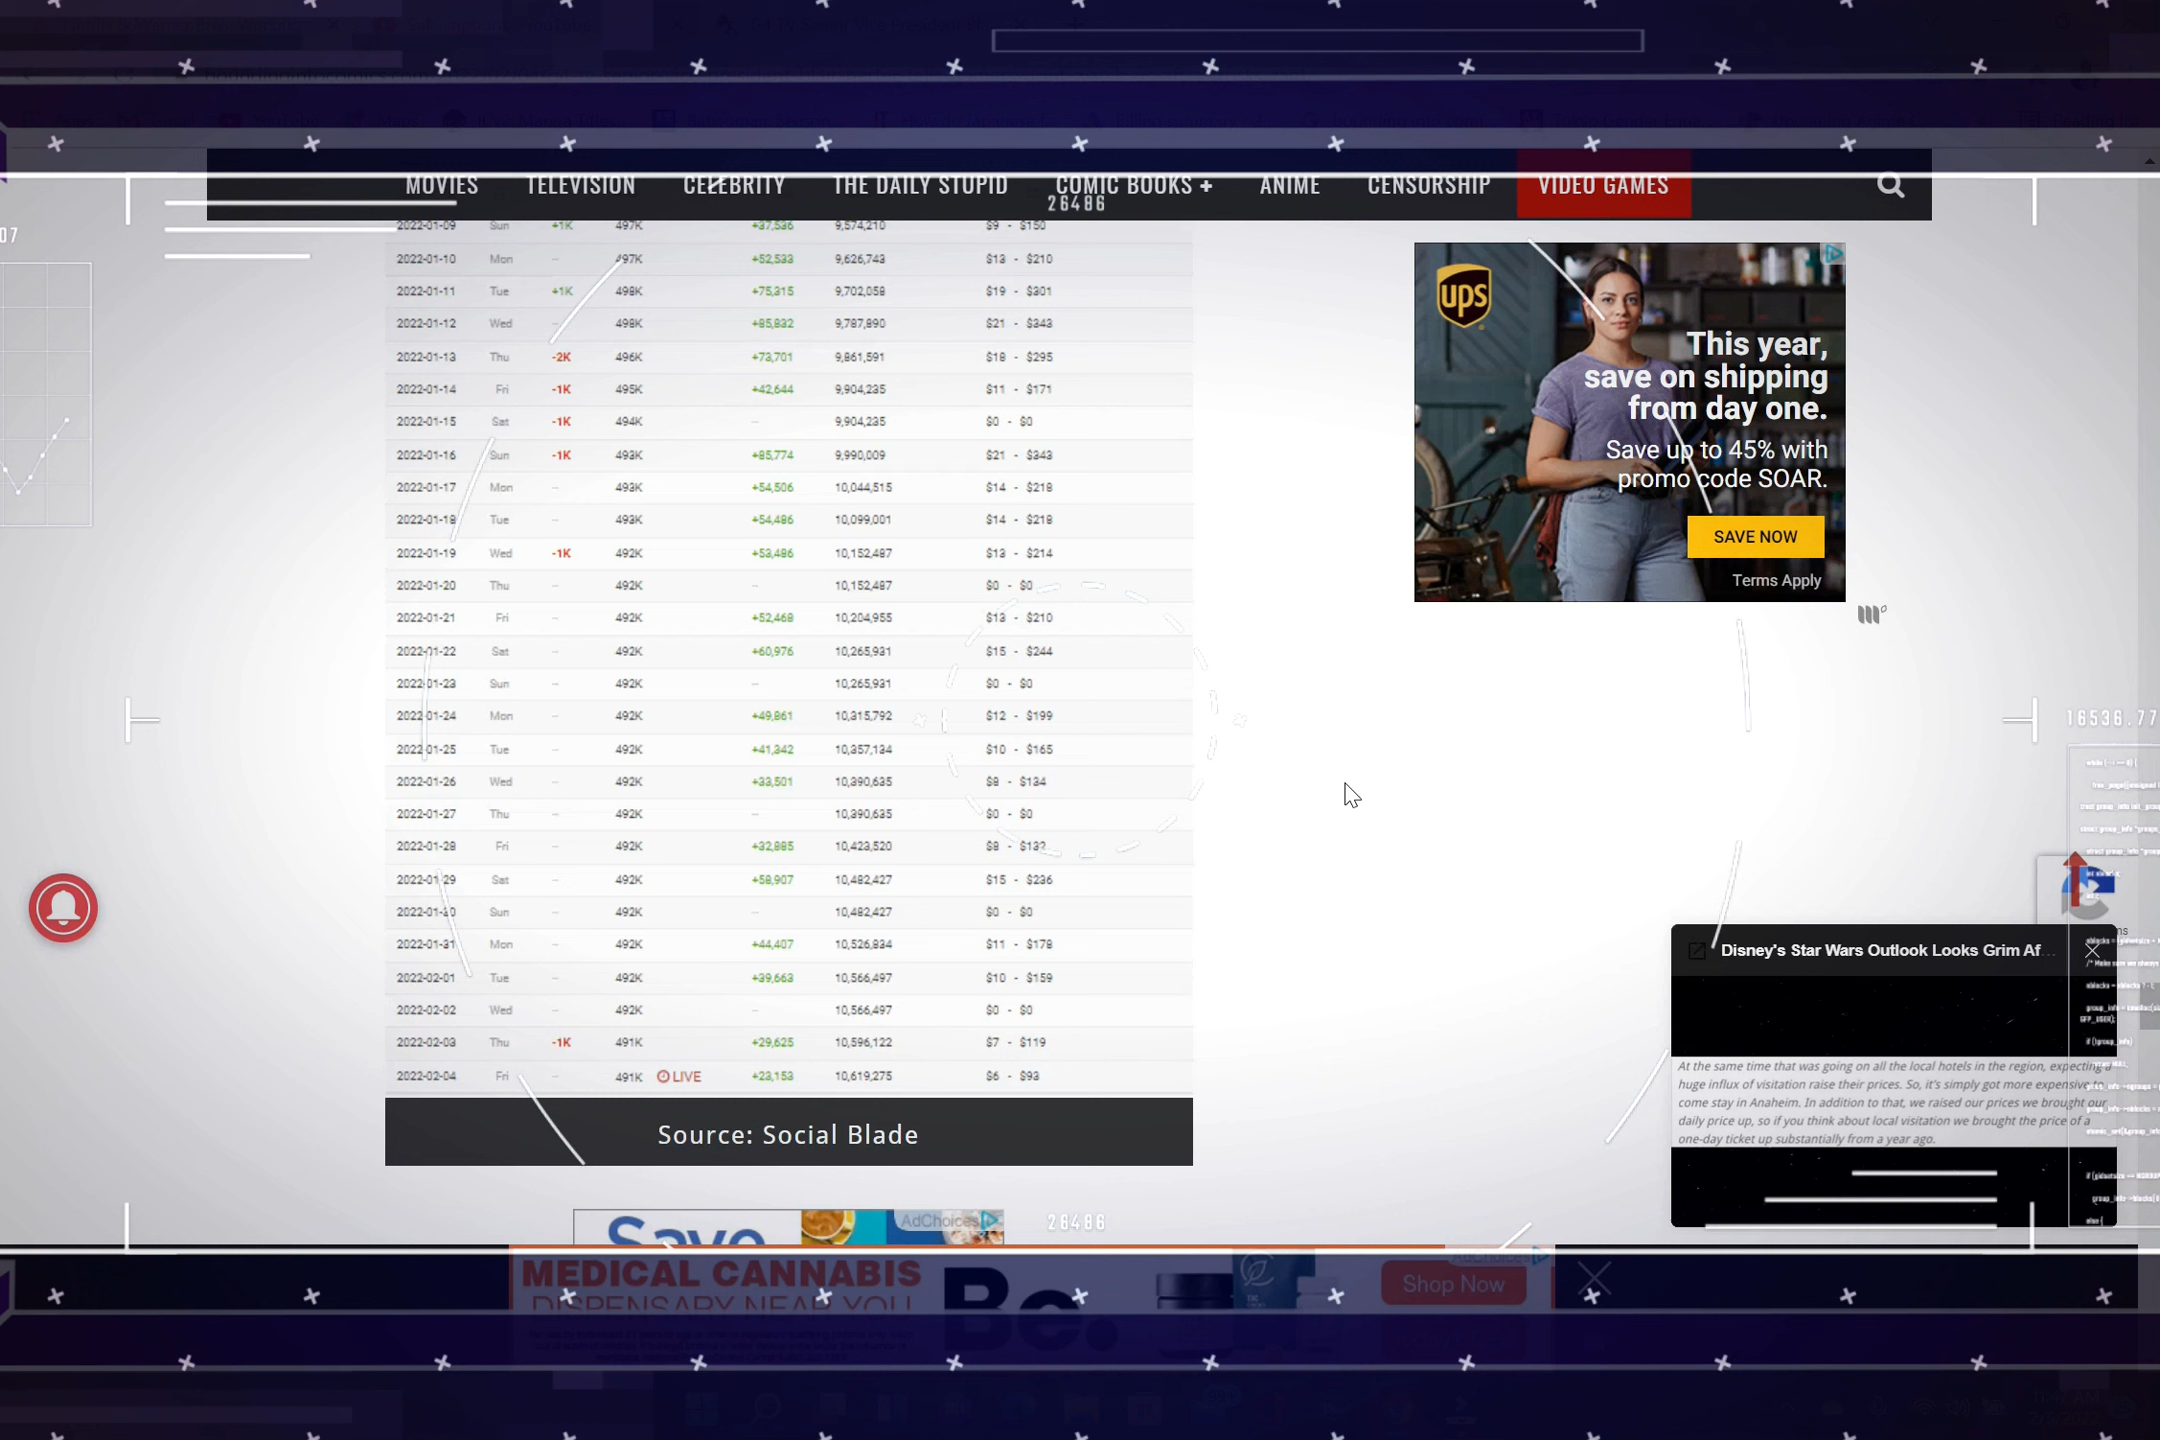 MOVIES TELEVISION CELEBRITY THE DAILY STUPID COMIC BOOKS + ANIME CENSORSHIP VIDEO GAMES
26486
07
2022-01-09 Sun +1K 497K +37,536 9,574,210 $9 - $150
2022-01-10 Mon -- 497K +52,533 9,626,743 $13 - $210
2022-01-11 Tue +1K 498K +75,315 9,702,058 $19 - $301
2022-01-12 Wed -- 498K +85,832 9,787,890 $21 - $343
2022-01-13 Thu -2K 496K +73,701 9,861,591 $18 - $295
2022-01-14 Fri -1K 495K +42,644 9,904,235 $11 - $171
2022-01-15 Sat -1K 494K -- 9,904,235 $0 - $0
2022-01-16 Sun -1K 493K +85,774 9,990,009 $21 - $343
2022-01-17 Mon -- 493K +54,506 10,044,515 $14 - $218
2022-01-18 Tue -- 493K +54,486 10,099,001 $14 - $218
2022-01-19 Wed -1K 492K +53,486 10,152,487 $13 - $214
2022-01-20 Thu -- 492K -- 10,152,487 $0 - $0
2022-01-21 Fri -- 492K +52,468 10,204,955 $13 - $210
2022-01-22 Sat -- 492K +60,976 10,265,931 $15 - $244
2022-01-23 Sun -- 492K -- 10,265,931 $0 - $0
2022-01-24 Mon -- 492K +49,861 10,315,792 $12 - $199
2022-01-25 Tue -- 492K +41,342 10,357,134 $10 - $165
2022-01-26 Wed -- 492K +33,501 10,390,635 $8 - $134
2022-01-27 Thu -- 492K -- 10,390,635 $0 - $0
2022-01-28 Fri -- 492K +32,885 10,423,520 $8 - $132
2022-01-29 Sat -- 492K +58,907 10,482,427 $15 - $236
2022-01-30 Sun -- 492K -- 10,482,427 $0 - $0
2022-01-31 Mon -- 492K +44,407 10,526,834 $11 - $178
2022-02-01 Tue -- 492K +39,663 10,566,497 $10 - $159
2022-02-02 Wed -- 492K -- 10,566,497 $0 - $0
2022-02-03 Thu -1K 491K +29,625 10,596,122 $7 - $119
2022-02-04 Fri -- 491K LIVE +23,153 10,619,275 $6 - $93
Source: Social Blade
ups
This year,
save on shipping
from day one.
Save up to 45% with
promo code SOAR.
SAVE NOW
Terms Apply
16536.77
Disney's Star Wars Outlook Looks Grim Af...
At the same time that was going on all the local hotels in the region, expecting a
huge influx of visitation raise their prices. So, it's simply got more expensive to
come stay in Anaheim. In addition to that, we raised our prices we brought our
daily price up, so if you think about local visitation we brought the price of a
one-day ticket up substantially from a year ago.
Save
AdChoices
26486
MEDICAL CANNABIS
DISPENSARY NEAR YOU
Be.
Shop Now
AdChoices